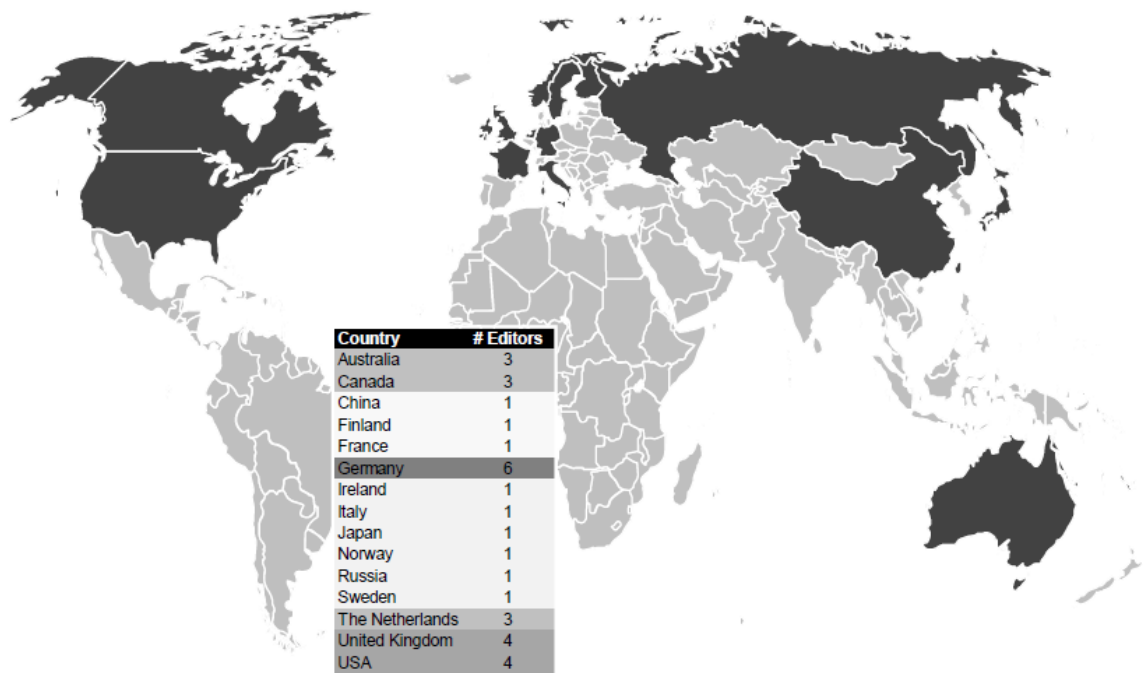 Country # Editors
Australia 3
Canada 3
China 1
Finland 1
France 1
Germany 6
Ireland 1
Italy 1
Japan 1
Norway 1
Russia 1
Sweden 1
The Netherlands 3
United Kingdom 4
USA 4